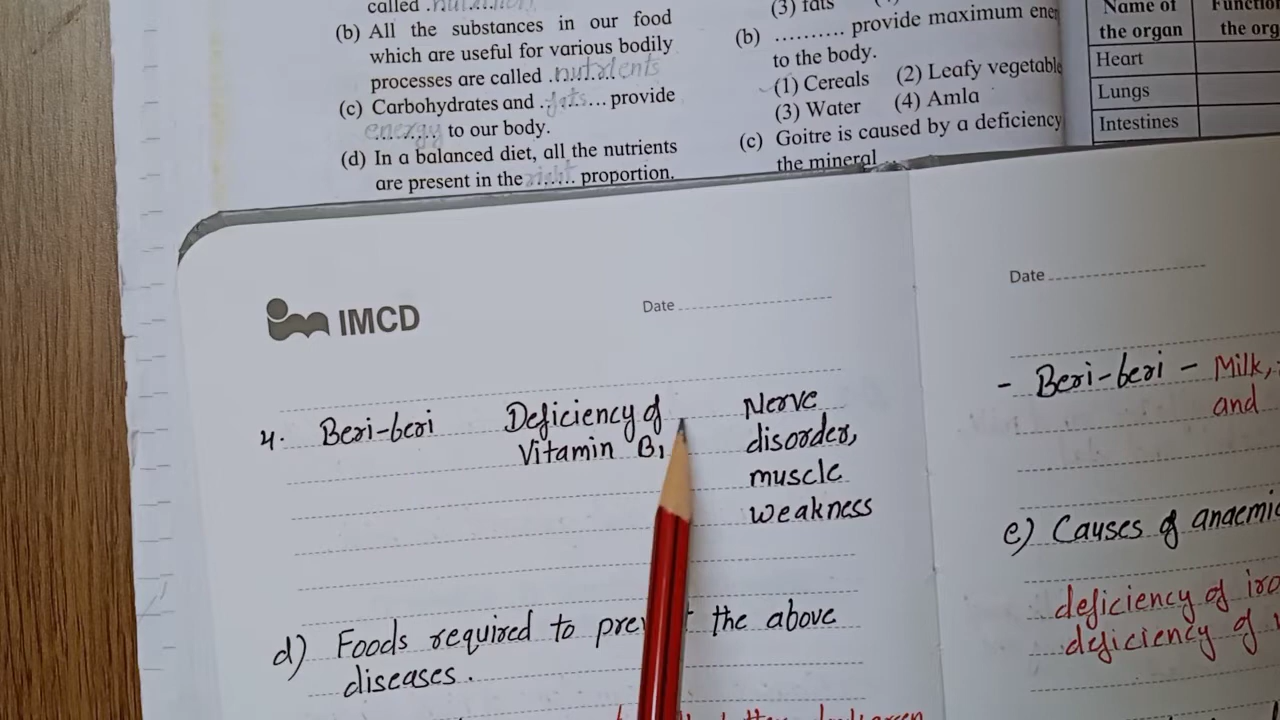 called .nutrition.
(b) All the substances in our food
which are useful for various bodily
processes are called .nutrients
(c) Carbohydrates and .fats... provide
energy to our body.
(d) In a balanced diet, all the nutrients
are present in the right proportion.
(3) fats
(b) .......... provide maximum ener
to the body.
(1) Cereals (2) Leafy vegetable
(3) Water (4) Amla
(c) Goitre is caused by a deficiency
the mineral
Name of
the organ
Function
the org
Heart
Lungs
Intestines
IMCD
Date
4. Beri-beri Deficiency of Vitamin B1 Nerve
disorder,
muscle
weakness
d) Foods required to the above
diseases.
Date
- Beri-beri - Milk,
and
e) Causes of anaemi
deficiency of iro
deficiency of